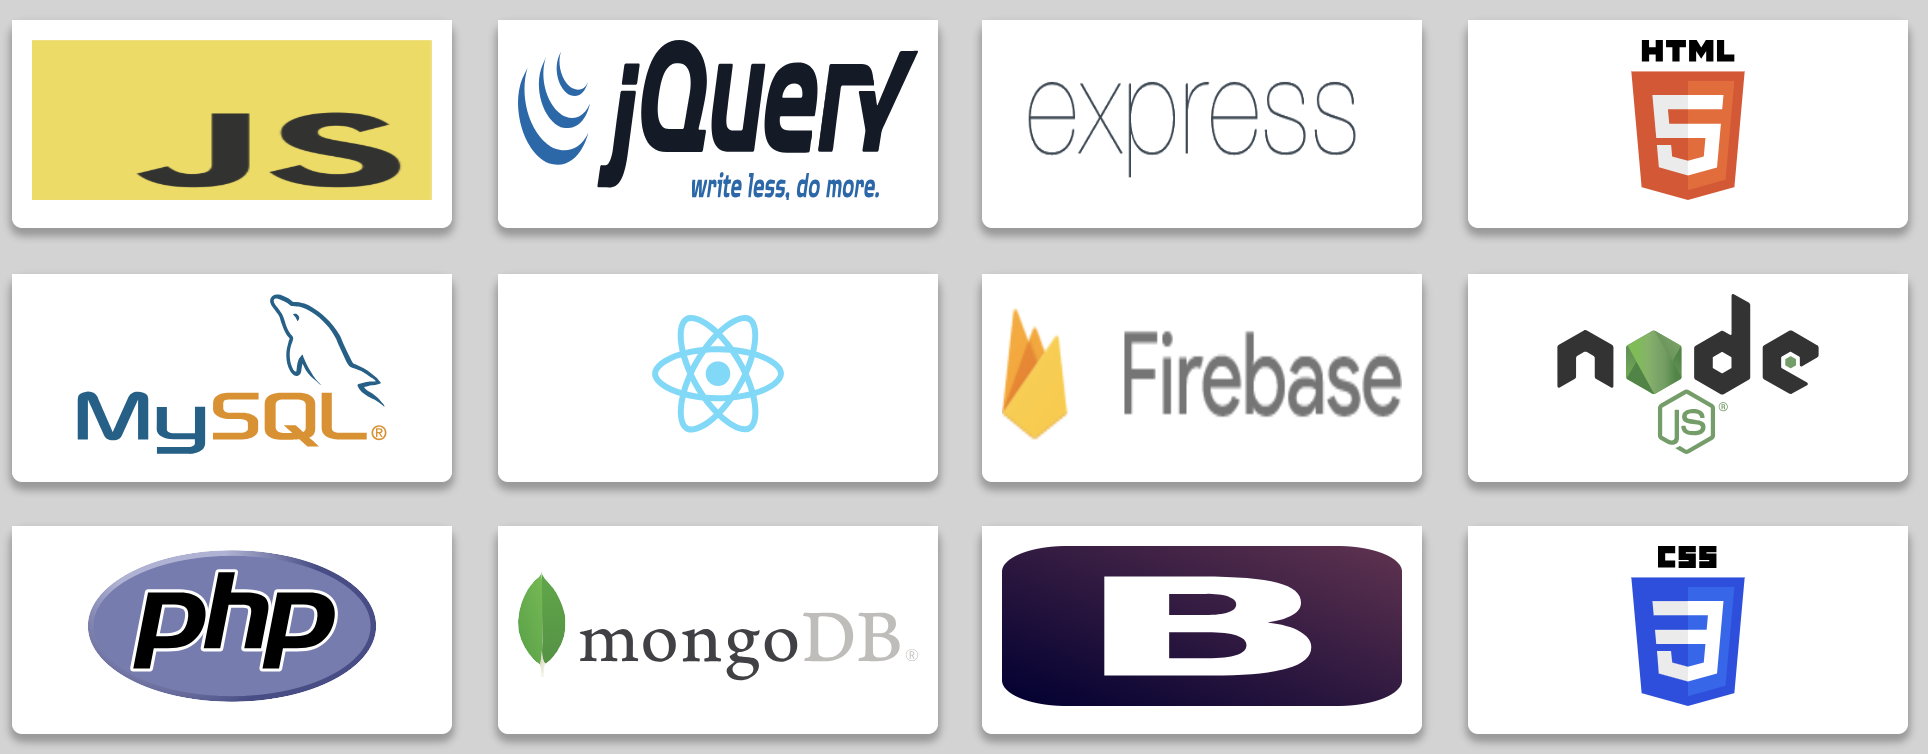 JS
jQuery
write less, do more.
express
HTML
5
MySQL®
Firebase
node
JS®
php
mongoDB®
B
CSS
3